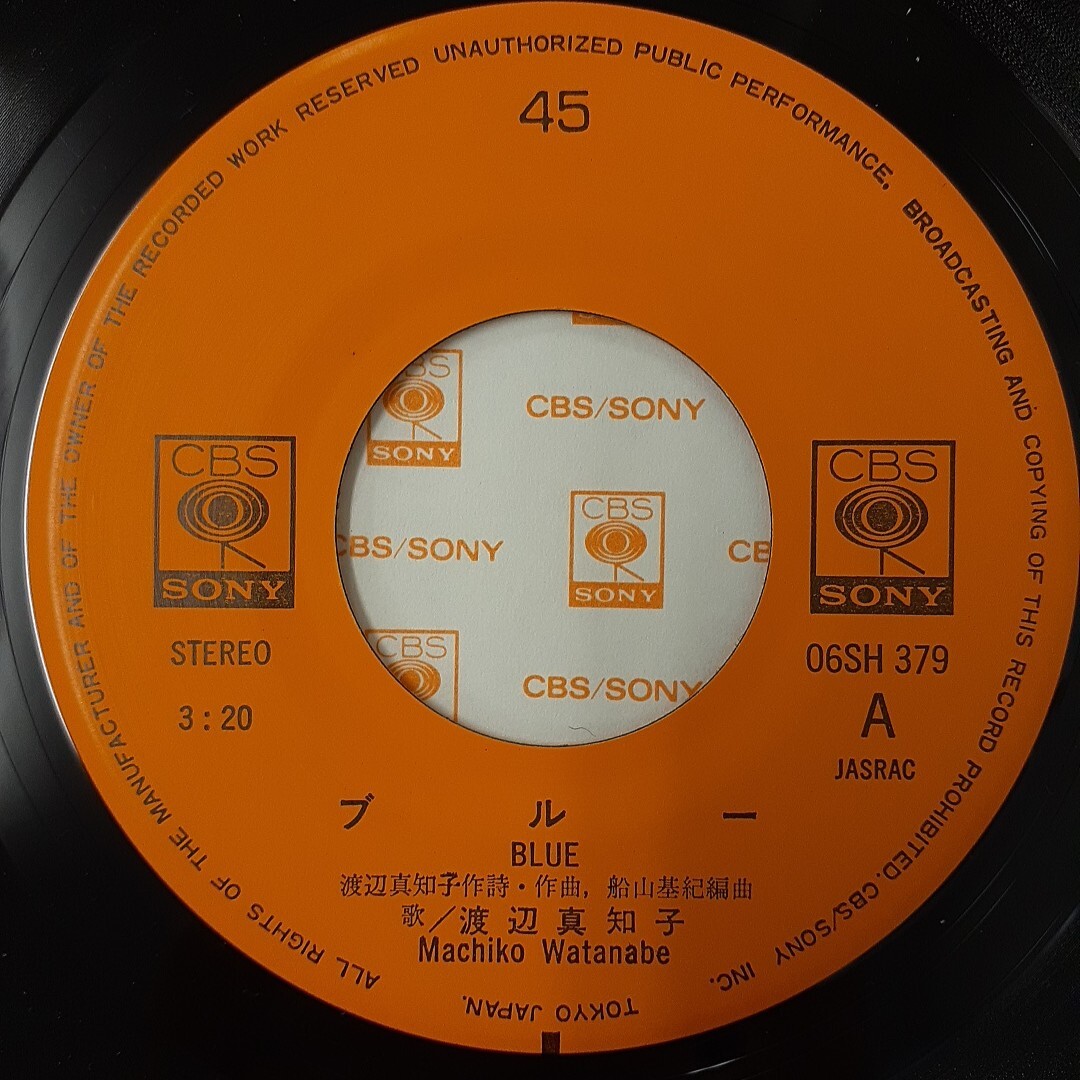 ALL RIGHTS OF THE MANUFACTURER AND OF THE OWNER OF THE RECORDED WORK RESERVED UNAUTHORIZED PUBLIC PERFORMANCE, BROADCASTING AND COPYING OF THIS RECORD PROHIBITED. CBS/SONY INC. TOKYO JAPAN.
45
CBS
SONY
CBS/SONY
CBS
SONY
CBS
SONY
CBS/SONY
CBS
SONY
CB
CBS
SONY
CBS
CBS/SONY
STEREO
06SH 379
3:20
A
JASRAC
ブルー
BLUE
渡辺真知子作詩・作曲, 船山基紀編曲
歌/渡辺真知子
Machiko Watanabe